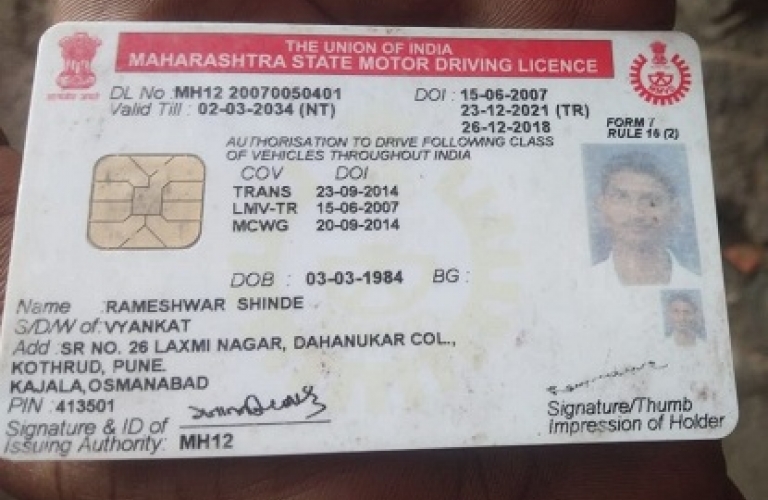 THE UNION OF INDIA
MAHARASHTRA STATE MOTOR DRIVING LICENCE
DL No :MH12 20070050401 DOI : 15-06-2007
Valid Till : 02-03-2034 (NT) 23-12-2021 (TR)
26-12-2018
FORM 7
RULE 16 (2)
AUTHORISATION TO DRIVE FOLLOWING CLASS
OF VEHICLES THROUGHOUT INDIA
COV DOI
TRANS 23-09-2014
LMV-TR 15-06-2007
MCWG 20-09-2014
DOB : 03-03-1984 BG :
Name :RAMESHWAR SHINDE
S/D/W of :VYANKAT
Add :SR NO. 26 LAXMI NAGAR, DAHANUKAR COL.,
KOTHRUD, PUNE.
KAJALA,OSMANABAD
PIN :413501
Signature & ID of
Issuing Authority: MH12
Signature/Thumb
Impression of Holder